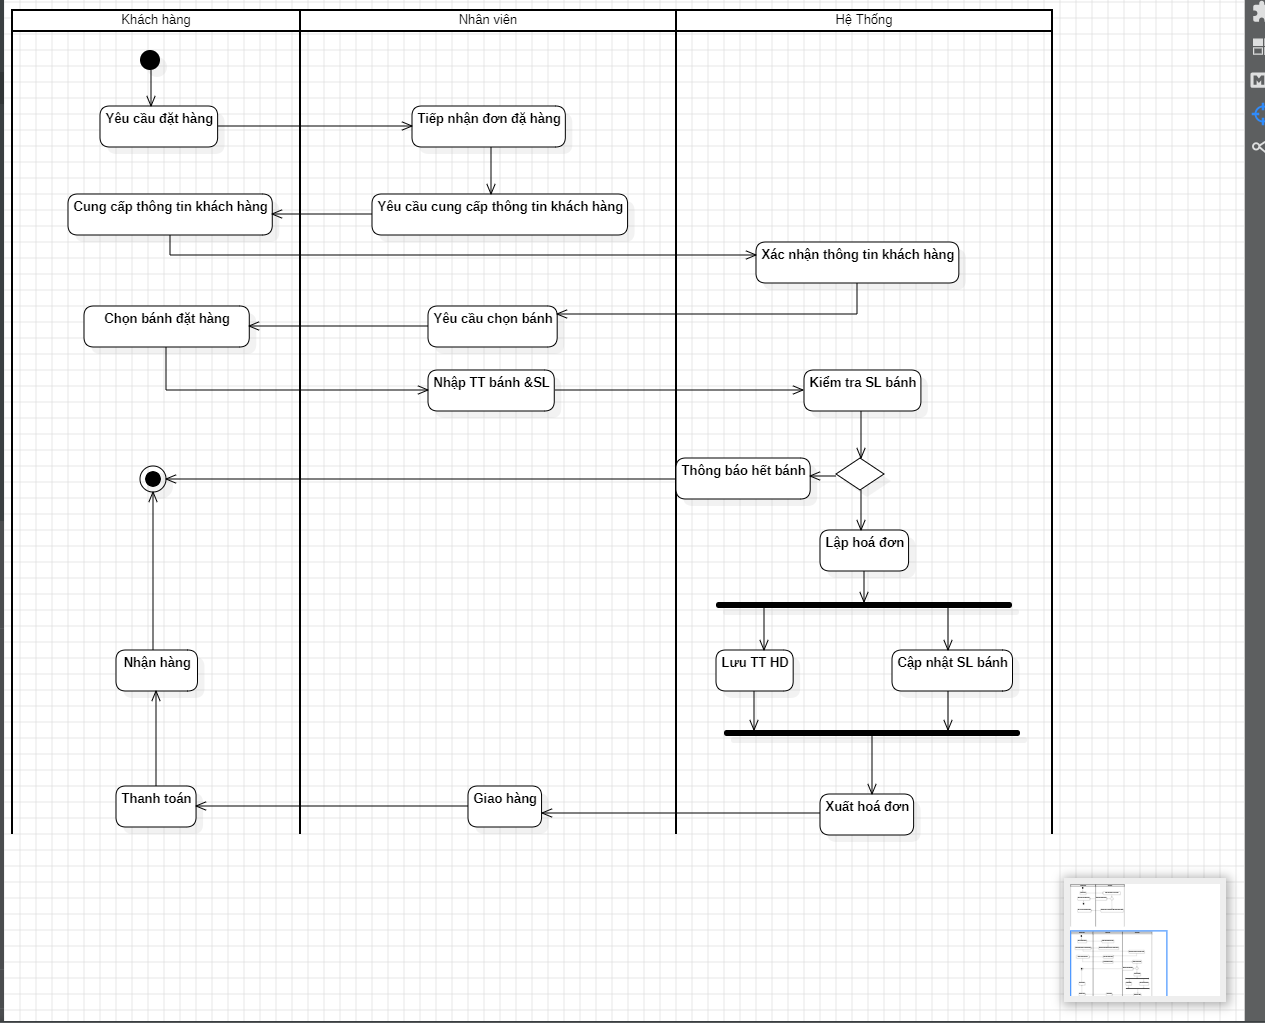 Khách hàng
Nhân viên
Hệ Thống
Yêu cầu đặt hàng
Tiếp nhận đơn đặ hàng
Cung cấp thông tin khách hàng
Yêu cầu cung cấp thông tin khách hàng
Xác nhận thông tin khách hàng
Chọn bánh đặt hàng
Yêu cầu chọn bánh
Nhập TT bánh &SL
Kiểm tra SL bánh
Thông báo hết bánh
Lập hoá đơn
Nhận hàng
Lưu TT HD
Cập nhật SL bánh
Thanh toán
Giao hàng
Xuất hoá đơn